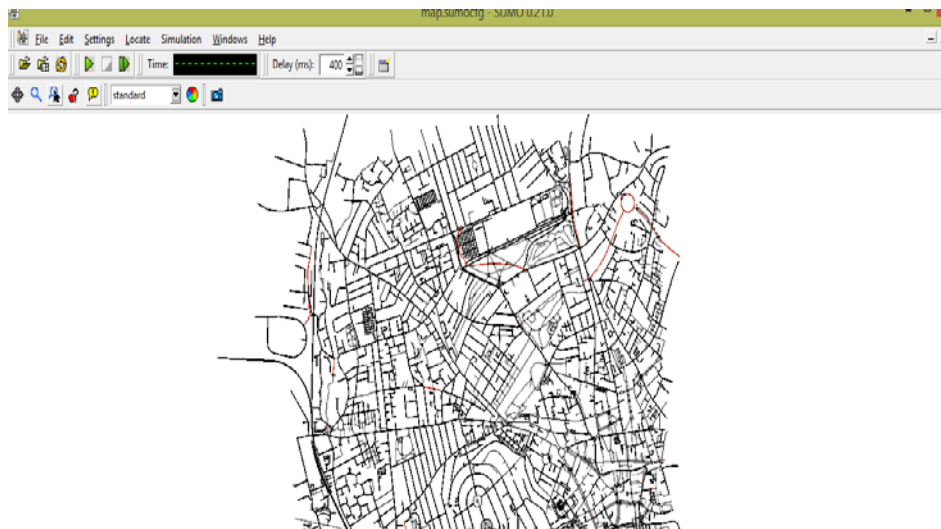 map.sumocfg - SUMO 0.21.0
File Edit Settings Locate Simulation Windows Help
Time: Delay (ms): 400
standard